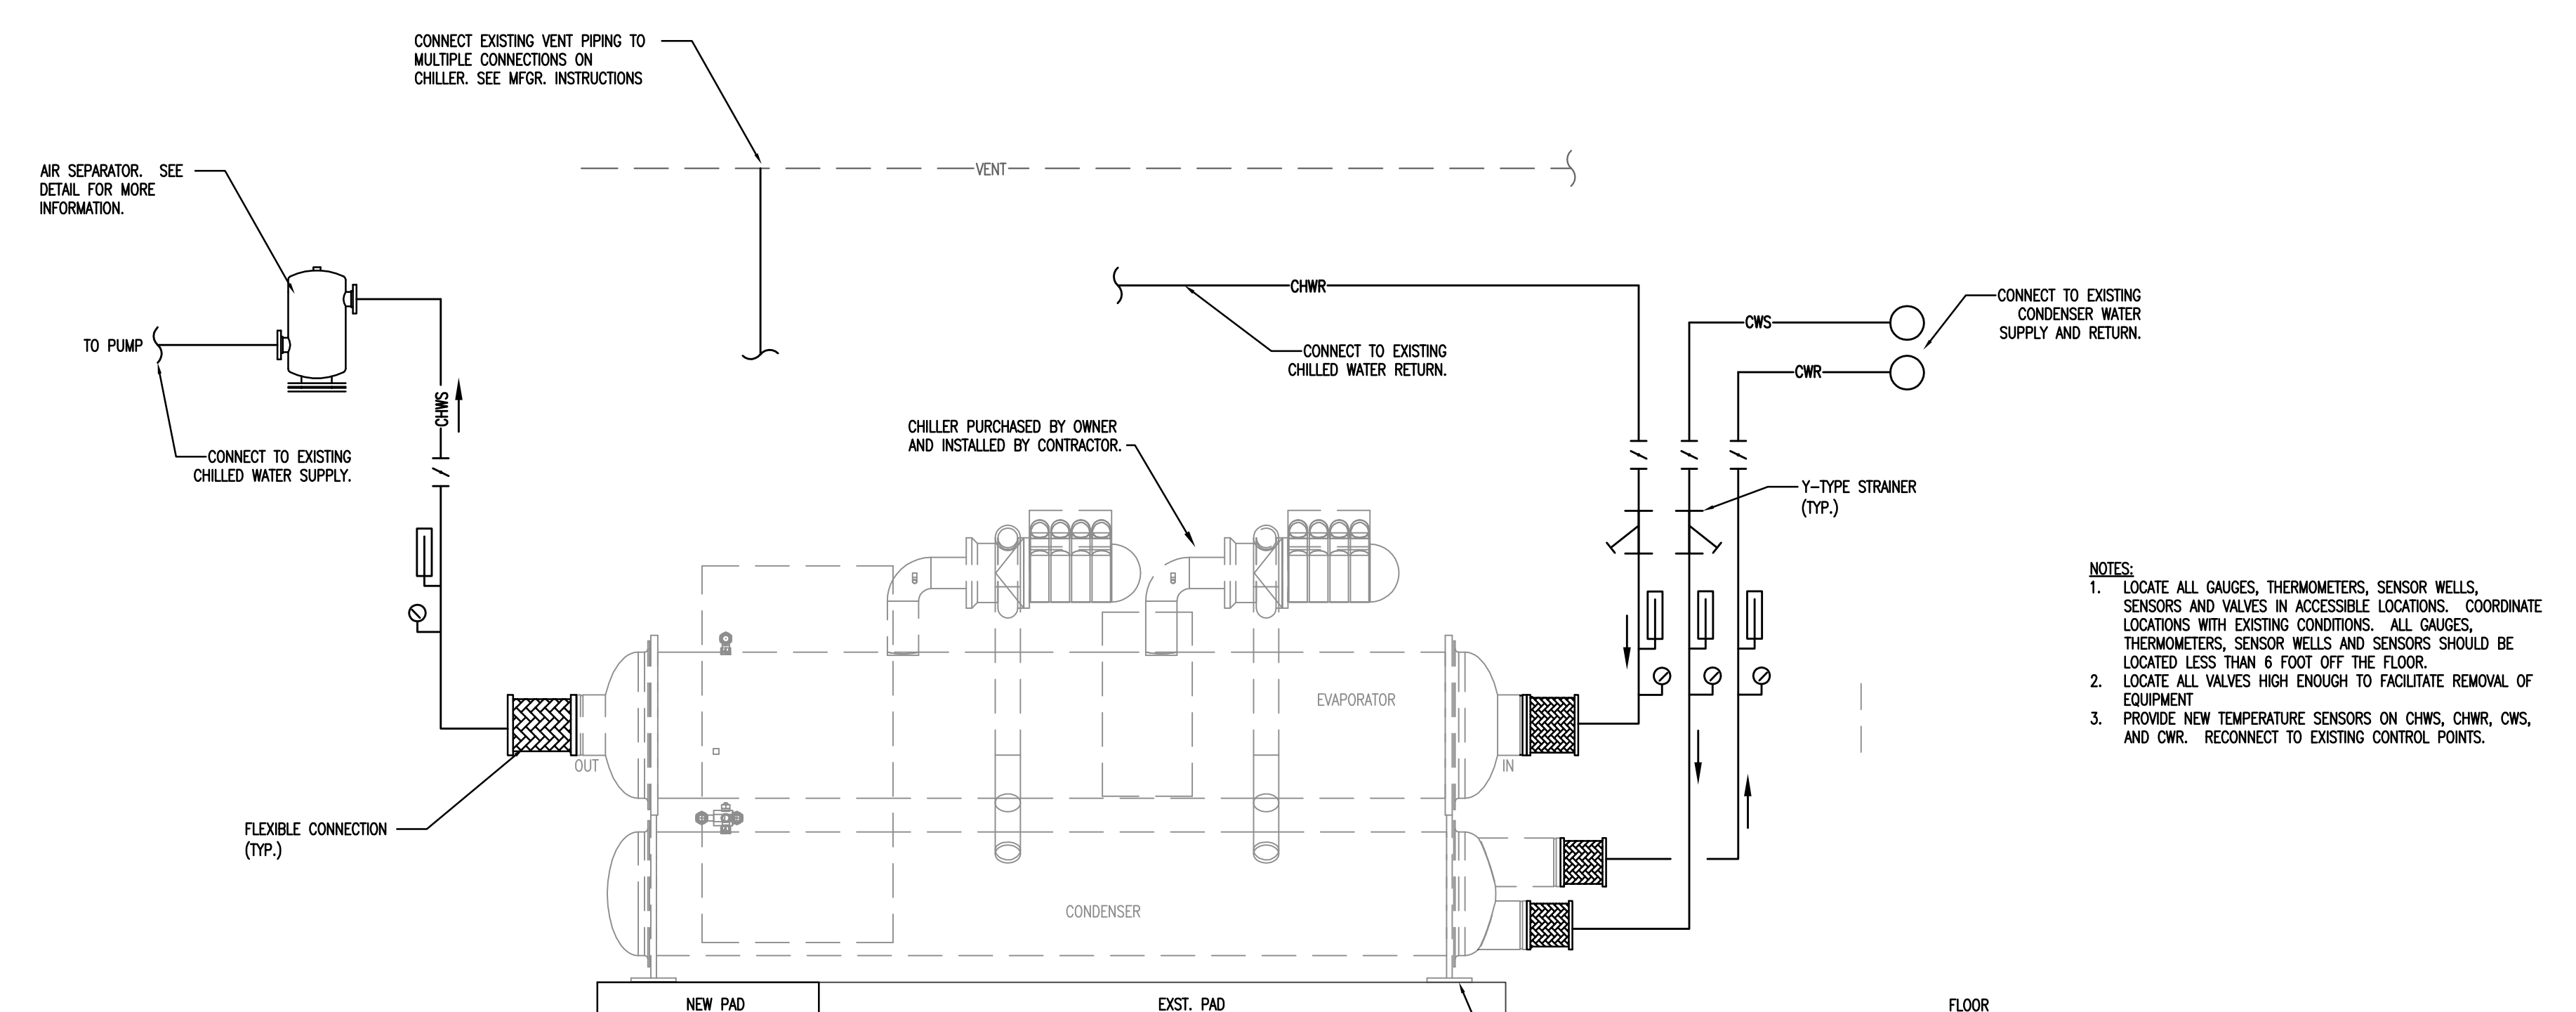 CONNECT EXISTING VENT PIPING TO
MULTIPLE CONNECTIONS ON
CHILLER. SEE MFGR. INSTRUCTIONS
AIR SEPARATOR. SEE
DETAIL FOR MORE
INFORMATION.
VENT
TO PUMP
CHWS
CONNECT TO EXISTING
CHILLED WATER SUPPLY.
CHWR
CONNECT TO EXISTING
CHILLED WATER RETURN.
CWS
CWR
CONNECT TO EXISTING
CONDENSER WATER
SUPPLY AND RETURN.
CHILLER PURCHASED BY OWNER
AND INSTALLED BY CONTRACTOR.
Y-TYPE STRAINER
(TYP.)
NOTES:
1. LOCATE ALL GAUGES, THERMOMETERS, SENSOR WELLS,
SENSORS AND VALVES IN ACCESSIBLE LOCATIONS. COORDINATE
LOCATIONS WITH EXISTING CONDITIONS. ALL GAUGES,
THERMOMETERS, SENSOR WELLS AND SENSORS SHOULD BE
LOCATED LESS THAN 6 FOOT OFF THE FLOOR.
2. LOCATE ALL VALVES HIGH ENOUGH TO FACILITATE REMOVAL OF
EQUIPMENT
3. PROVIDE NEW TEMPERATURE SENSORS ON CHWS, CHWR, CWS,
AND CWR. RECONNECT TO EXISTING CONTROL POINTS.
EVAPORATOR
OUT
IN
FLEXIBLE CONNECTION
(TYP.)
CONDENSER
NEW PAD
EXST. PAD
FLOOR